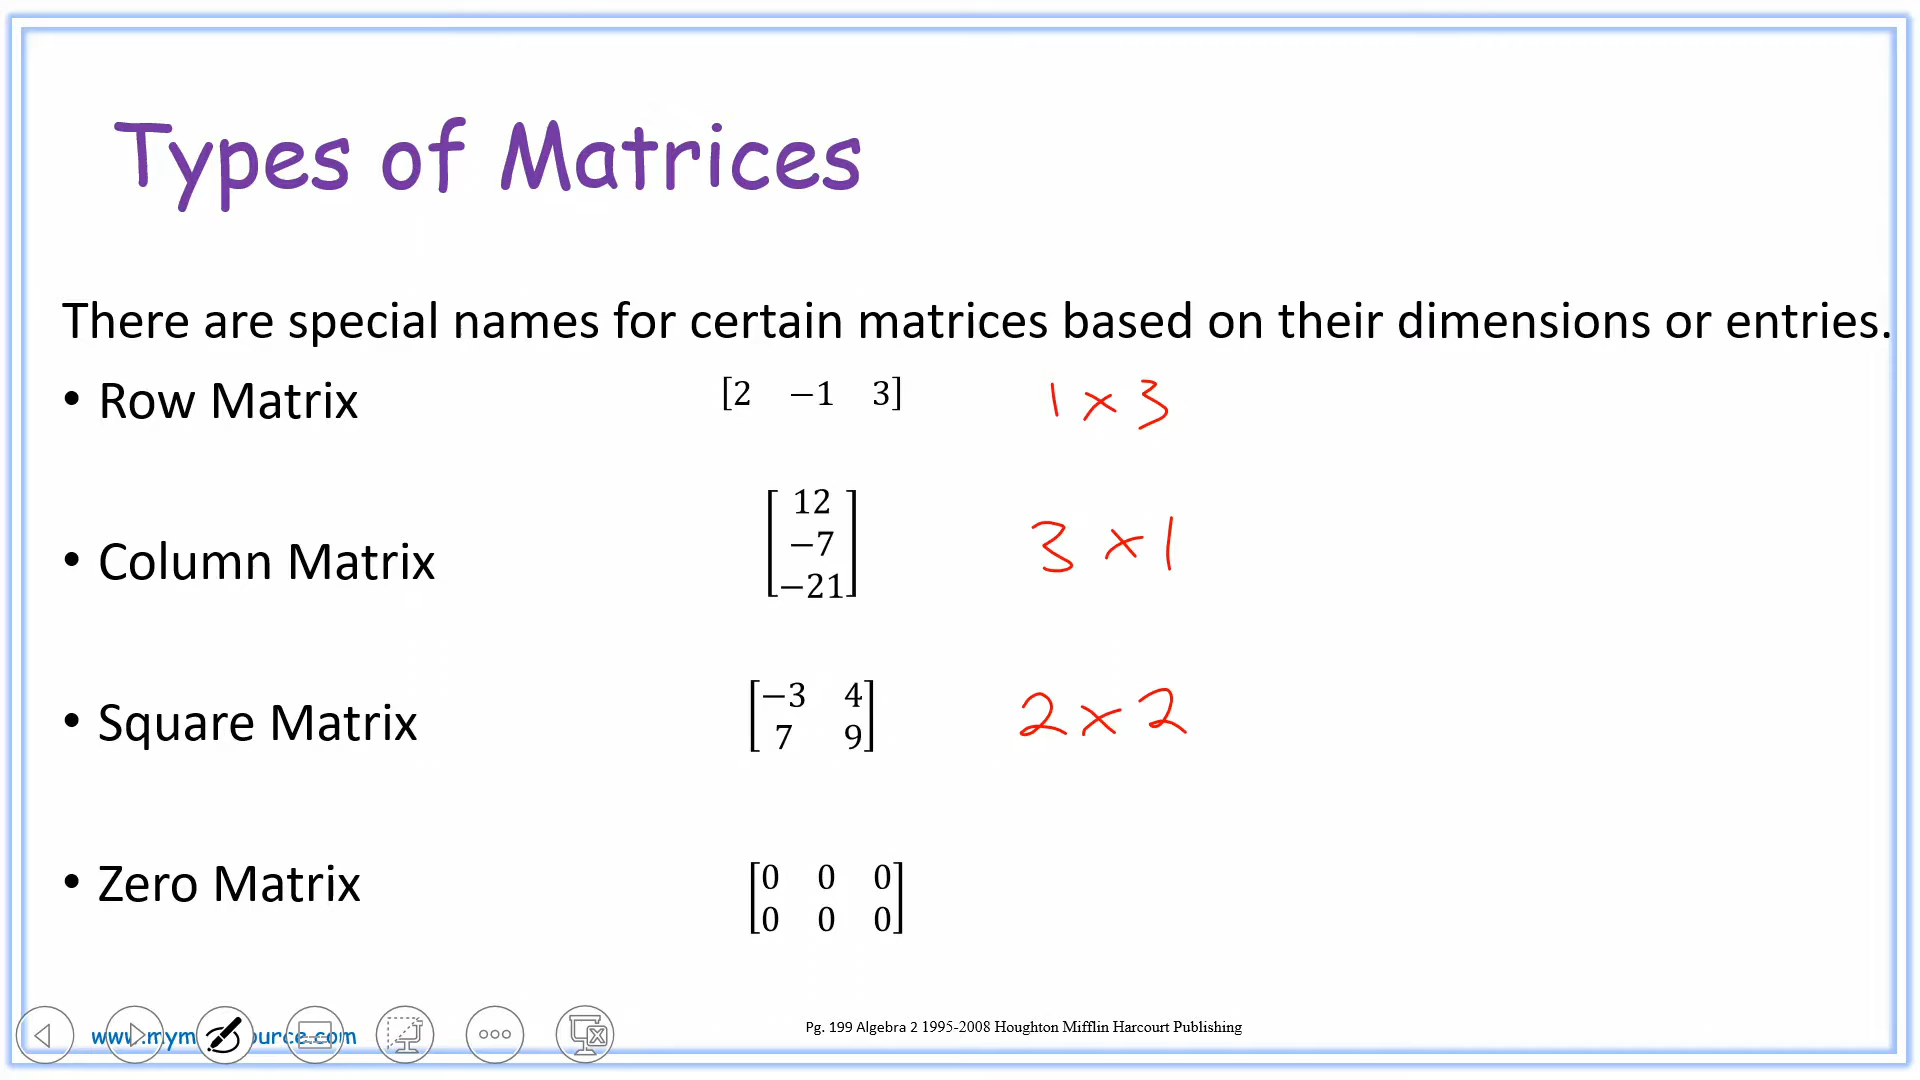 Types of Matrices
There are special names for certain matrices based on their dimensions or entries.
• Row Matrix [2 −1 3] 1 × 3
• Column Matrix [12
−7
−21] 3 × 1
• Square Matrix [−3 4
7 9] 2 × 2
• Zero Matrix [0 0 0
0 0 0]
Pg. 199 Algebra 2 1995-2008 Houghton Mifflin Harcourt Publishing